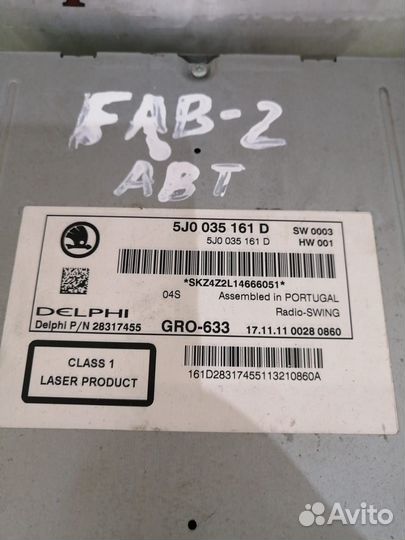 FAB-2
ABT
5J0 035 161 D SW 0003
5J0 035 161 D HW 001
*SKZ4Z2L14666051*
04S Assembled in PORTUGAL
DELPHI Radio-SWING
Delphi P/N 28317455 GRO-633 17.11.11 0028 0860
CLASS 1
LASER PRODUCT
161D28317455113210860A
Avito